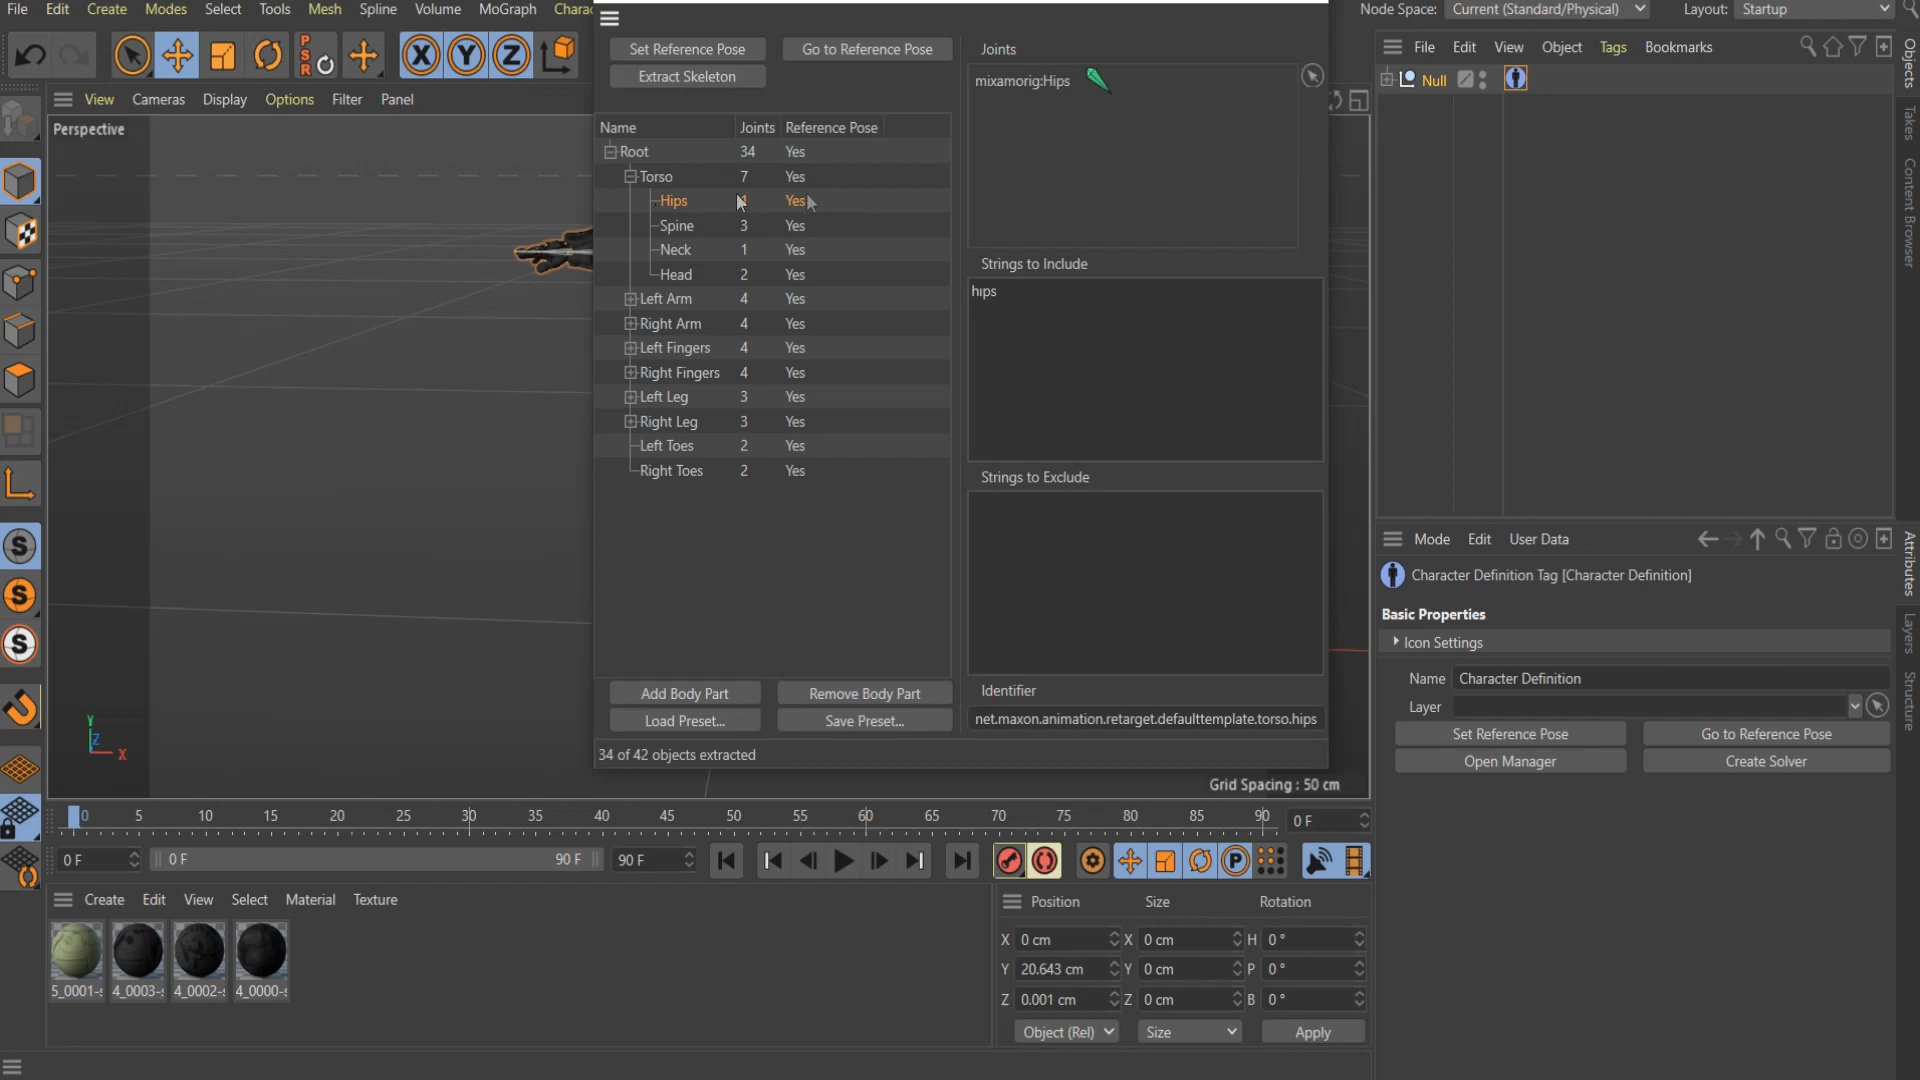 File Edit Create Modes Select Tools Mesh Spline Volume MoGraph
Node Space: Current (Standard/Physical) Layout: Startup
View Cameras Display Options Filter Panel
Perspective
Set Reference Pose Go to Reference Pose
Extract Skeleton
Name Joints Reference Pose
Root 34 Yes
Torso 7 Yes
Hips Yes
Spine 3 Yes
Neck 1 Yes
Head 2 Yes
Left Arm 4 Yes
Right Arm 4 Yes
Left Fingers 4 Yes
Right Fingers 4 Yes
Left Leg 3 Yes
Right Leg 3 Yes
Left Toes 2 Yes
Right Toes 2 Yes
Add Body Part Remove Body Part
Load Preset... Save Preset...
34 of 42 objects extracted
Joints
mixamorig:Hips
Strings to Include
hips
Strings to Exclude
Identifier
net.maxon.animation.retarget.defaulttemplate.torso.hips
Grid Spacing : 50 cm
Y
Z
X
File Edit View Object Tags Bookmarks
Null
Objects
Takes
Content Browser
Mode Edit User Data
Character Definition Tag [Character Definition]
Basic Properties
Icon Settings
Name Character Definition
Layer
Set Reference Pose Go to Reference Pose
Open Manager Create Solver
Attributes
Layers
Structure
0 5 10 15 20 25 30 35 40 45 50 55 60 65 70 75 80 85 90 0 F
0 F 0 F 90 F 90 F
Create Edit View Select Material Texture
5_0001-s 4_0003-s 4_0002-s 4_0000-s
Position Size Rotation
X 0 cm X 0 cm H 0 °
Y 20.643 cm Y 0 cm P 0 °
Z 0.001 cm Z 0 cm B 0 °
Object (Rel) Size Apply